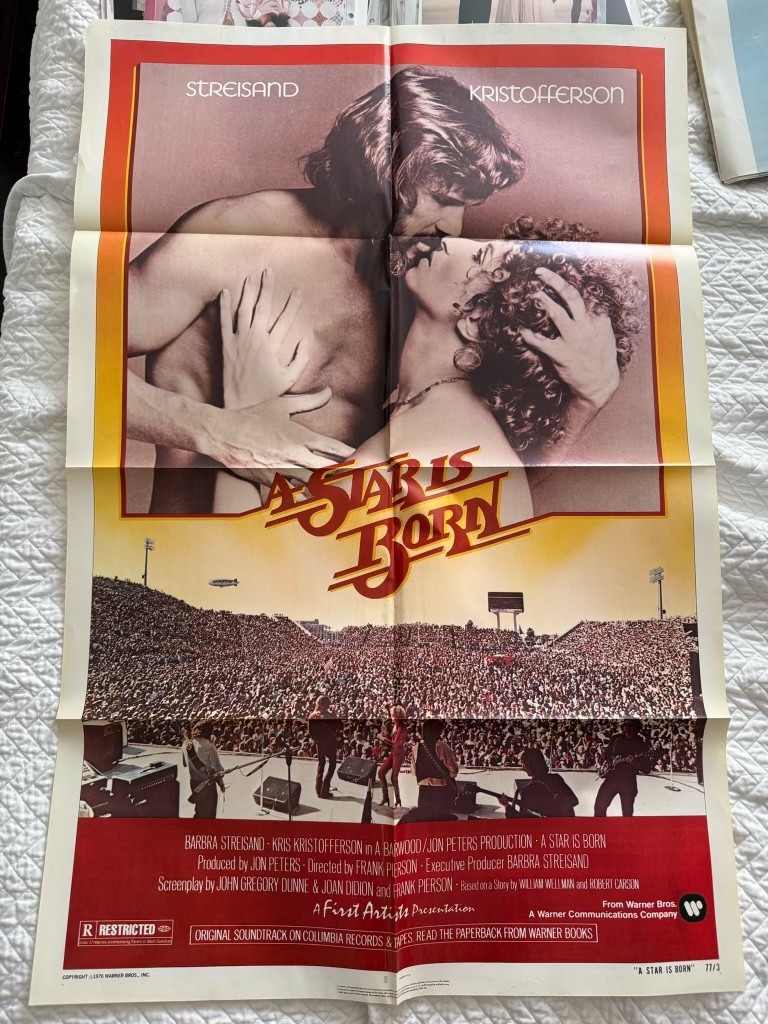 STREISAND
KRISTOFFERSON
A STAR IS
BORN
BARBRA STREISAND · KRIS KRISTOFFERSON in A BARWOOD/JON PETERS PRODUCTION · A STAR IS BORN
Produced by JON PETERS · Directed by FRANK PIERSON · Executive Producer BARBRA STREISAND
Screenplay by JOHN GREGORY DUNNE & JOAN DIDION and FRANK PIERSON · Based on a Story by WILLIAM WELLMAN and ROBERT CARSON
A First Artists Presentation
From Warner Bros.
A Warner Communications Company
R RESTRICTED
ORIGINAL SOUNDTRACK ON COLUMBIA RECORDS & TAPES. READ THE PAPERBACK FROM WARNER BOOKS
COPYRIGHT ©1976 WARNER BROS., INC.
"A STAR IS BORN" 77/3